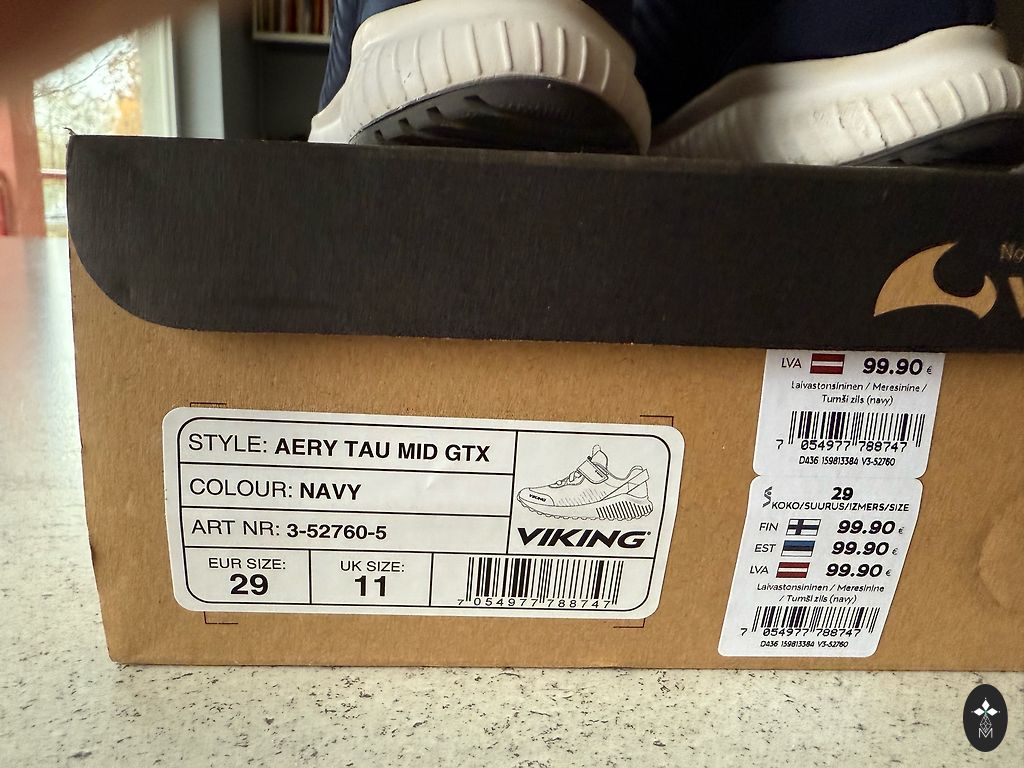 No
V
LVA 99.90 €
Laivastonsininen / Meresinine /
Tumši zils (navy)
7 054977 788747
D436 159813384 V3-52760
STYLE: AERY TAU MID GTX
COLOUR: NAVY
ART NR: 3-52760-5
VIKING
VIKING
EUR SIZE:
29
UK SIZE:
11
7 054977 788747
29
KOKO/SUURUS/IZMERS/SIZE
FIN 99.90 €
EST 99.90 €
LVA 99.90 €
Laivastonsininen / Meresinine
/ Tumši zils (navy)
7 054977 788747
D436 159813384 V3-52760
M